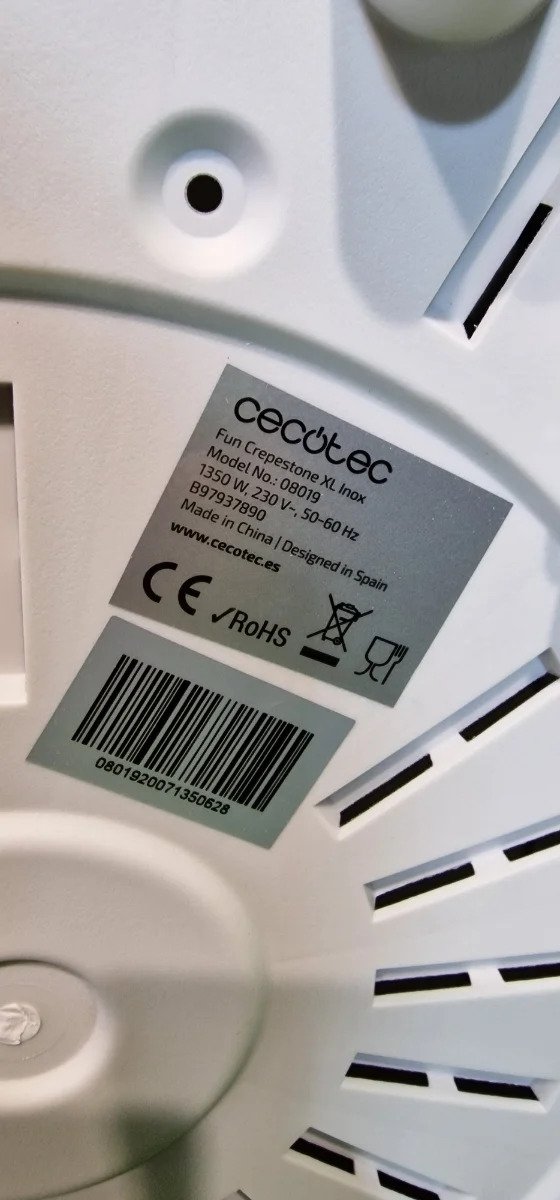 cecotec
Fun Crepestone XL Inox
Model No.: 08019
1350 W, 230 V~, 50-60 Hz
B97937890
Made in China | Designed in Spain
www.cecotec.es
CE ✓RoHS
0801920071350628